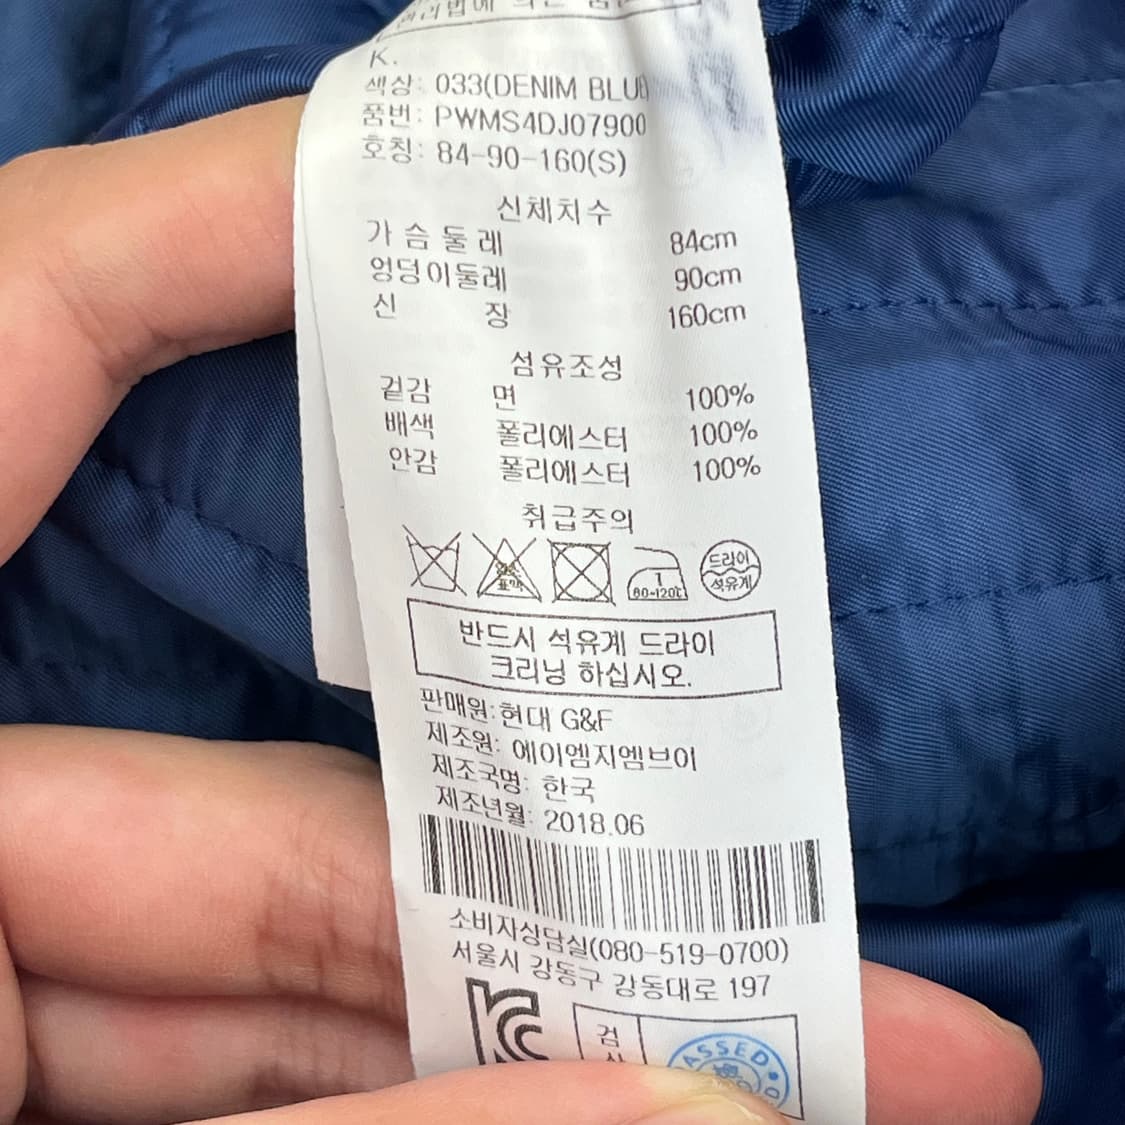 K.
색상: 033(DENIM BLUE
품번: PWMS4DJ07900
호칭: 84-90-160(S)
신체치수
가슴둘레 84cm
엉덩이둘레 90cm
신 장 160cm
섬유조성
겉감 면 100%
배색 폴리에스터 100%
안감 폴리에스터 100%
취급주의
1 80~120℃ 드라이 석유계
반드시 석유계 드라이
크리닝 하십시오.
판매원:현대 G&F
제조원: 에이엠지엠브이
제조국명: 한국
제조년월: 2018.06
소비자상담실(080-519-0700)
서울시 강동구 강동대로 197
검